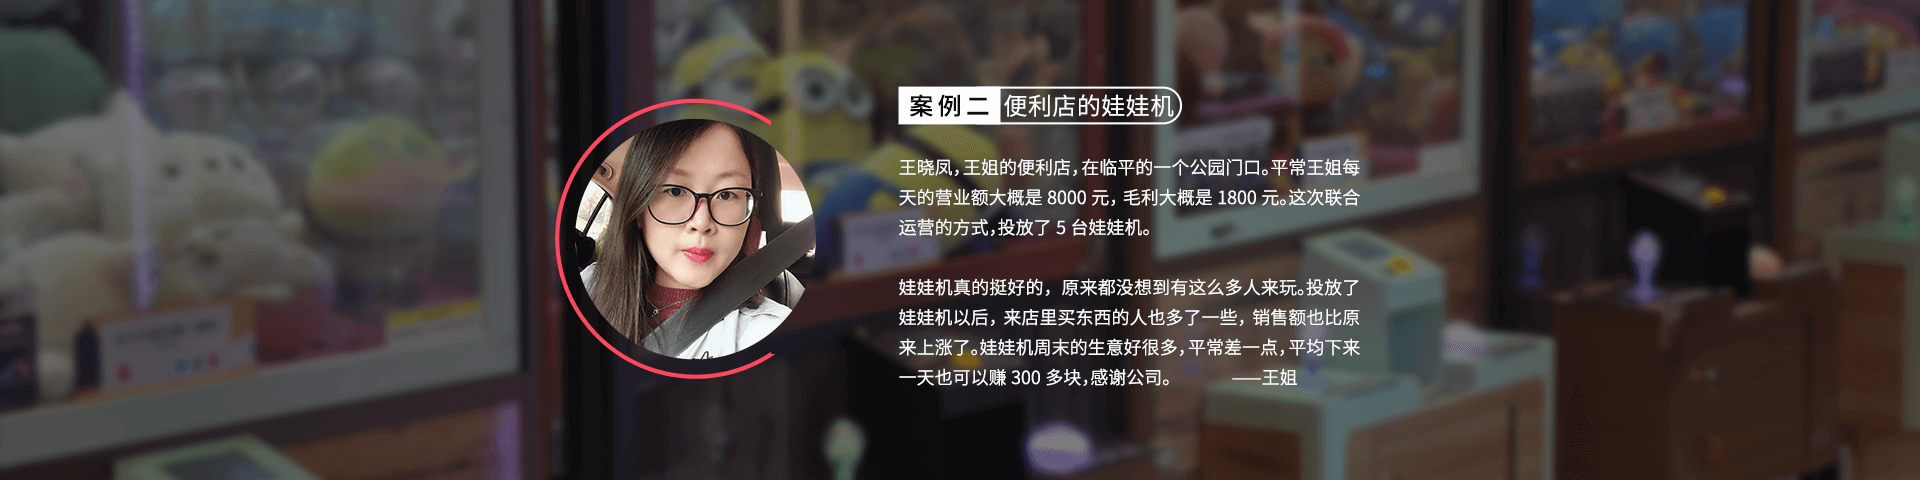 案例二 便利店的娃娃机
王晓凤，王姐的便利店，在临平的一个公园门口。平常王姐每
天的营业额大概是 8000 元，毛利大概是 1800 元。这次联合
运营的方式，投放了 5 台娃娃机。
娃娃机真的挺好的，原来都没想到有这么多人来玩。投放了
娃娃机以后，来店里买东西的人也多了一些，销售额也比原
来上涨了。娃娃机周末的生意好很多，平常差一点，平均下来
一天也可以赚 300 多块，感谢公司。 ——王姐